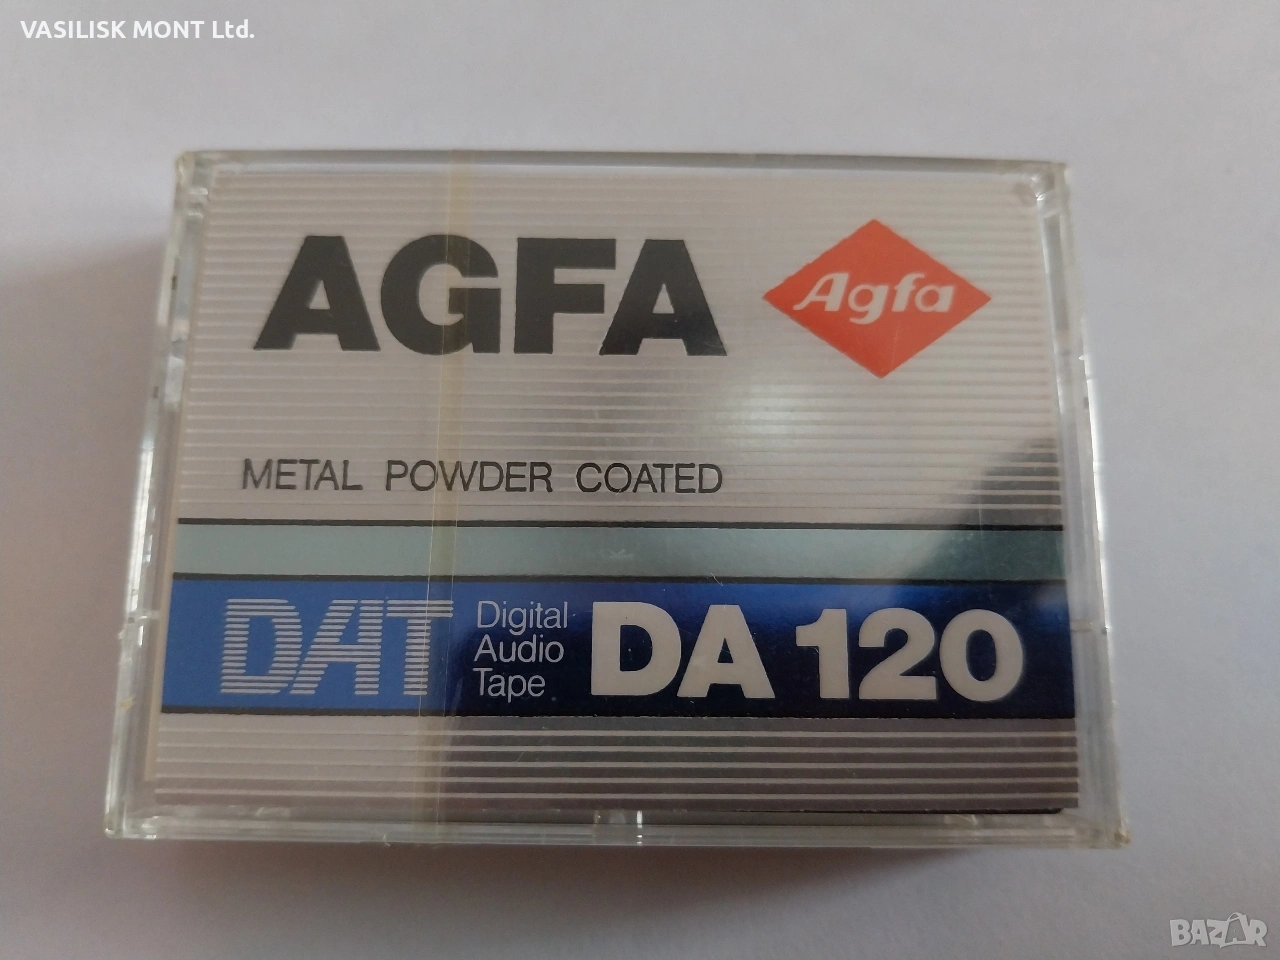 VASILISK MONT Ltd.
AGFA
Agfa
METAL POWDER COATED
DAT Digital Audio Tape DA 120
BAZAR